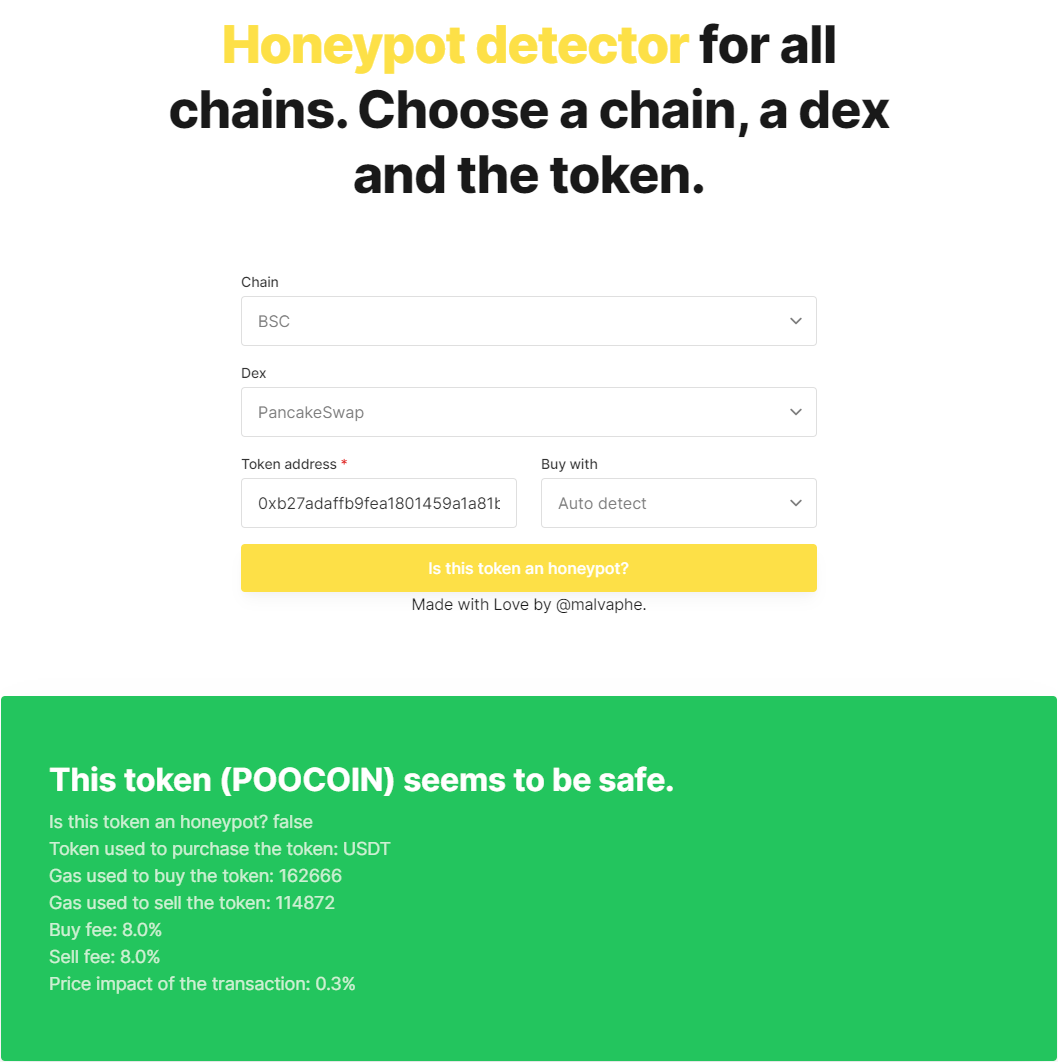 Honeypot detector for all
chains. Choose a chain, a dex
and the token.
Chain
BSC
Dex
PancakeSwap
Token address *
Buy with
0xb27adaffb9fea1801459a1a81b
Auto detect
Is this token an honeypot?
Made with Love by @malvaphe.
This token (POOCOIN) seems to be safe.
Is this token an honeypot? false
Token used to purchase the token: USDT
Gas used to buy the token: 162666
Gas used to sell the token: 114872
Buy fee: 8.0%
Sell fee: 8.0%
Price impact of the transaction: 0.3%